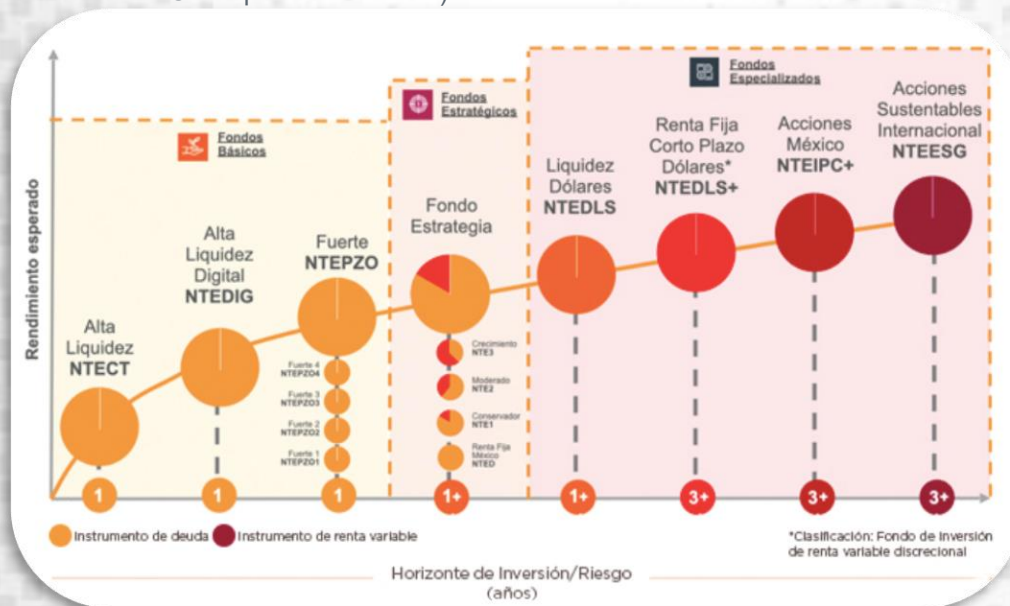 Fondos
Básicos
Fondos
Estratégicos
Fondos
Especializados
Rendimiento esperado
Alta
Liquidez
NTECT
Alta
Liquidez
Digital
NTEDIG
Fuerte
NTEPZO
Fuerte 4
NTEPZO4
Fuerte 3
NTEPZO3
Fuerte 2
NTEPZO2
Fuerte 1
NTEPZO1
Fondo
Estrategia
Crecimiento
NTE3
Moderado
NTE2
Conservador
NTE1
Renta Fija
México
NTED
Liquidez
Dólares
NTEDLS
Renta Fija
Corto Plazo
Dólares*
NTEDLS+
Acciones
México
NTEIPC+
Acciones
Sustentables
Internacional
NTEESG
1
1
1
1+
1+
3+
3+
3+
Instrumento de deuda
Instrumento de renta variable
*Clasificación: Fondo de Inversión
de renta variable discrecional
Horizonte de Inversión/Riesgo
(años)